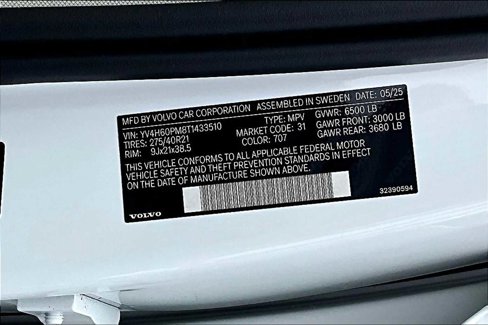 MFD BY VOLVO CAR CORPORATION ASSEMBLED IN SWEDEN 05/25
VIN: YV4H60PM8T1433510 TYPE: MPV GVWR: 6500 LB
TIRES: 275/40R21 MARKET CODE: 31 GAWR FRONT: 3000 LB
RIM: 9Jx21x38.5 COLOR: 707 GAWR REAR: 3680 LB
THIS VEHICLE CONFORMS TO ALL APPLICABLE FEDERAL MOTOR
VEHICLE SAFETY AND THEFT PREVENTION STANDARDS IN EFFECT
ON THE DATE OF MANUFACTURE SHOWN ABOVE.
VOLVO 32390594